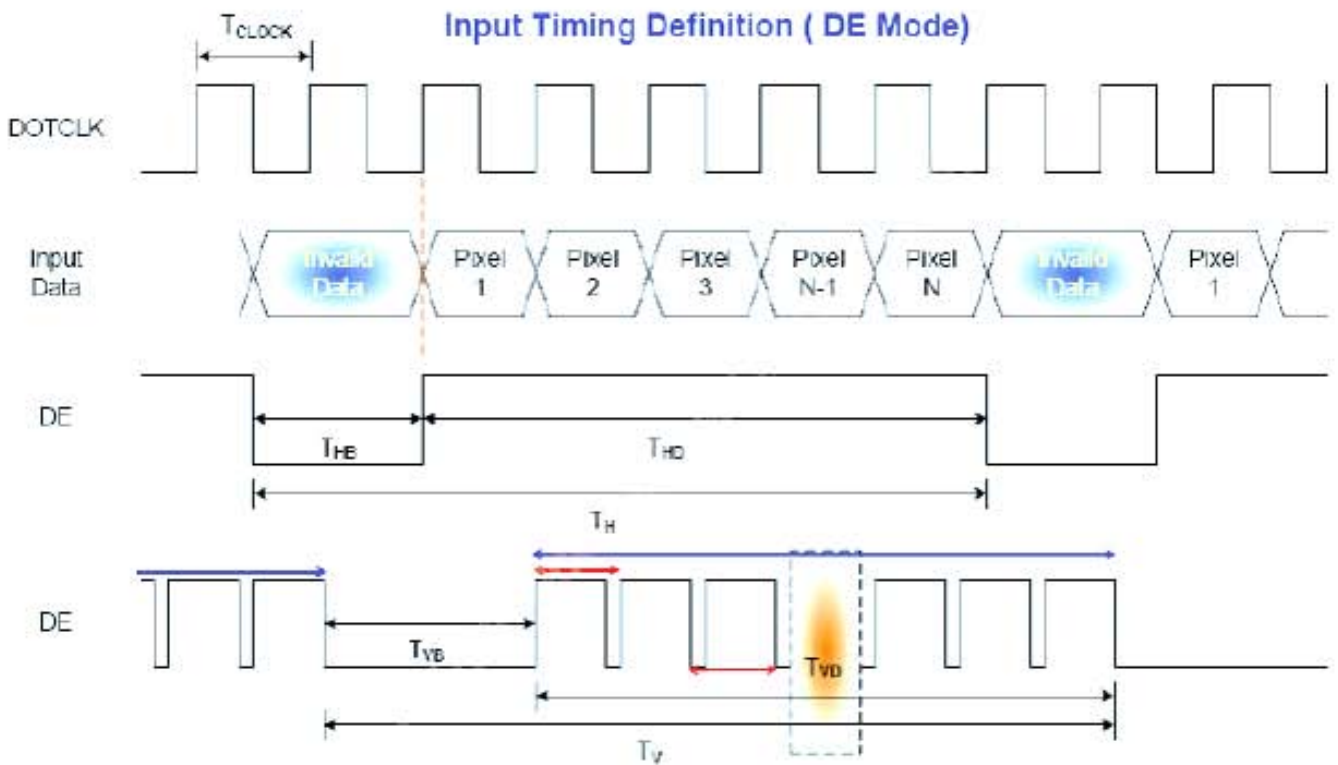 Input Timing Definition ( DE Mode)
TCLOCK
DOTCLK
Input
Data
Invalid
Data
Pixel
1
Pixel
2
Pixel
3
Pixel
N-1
Pixel
N
Invalid
Data
Pixel
1
DE
THB
THD
TH
DE
TVB
TVD
TV